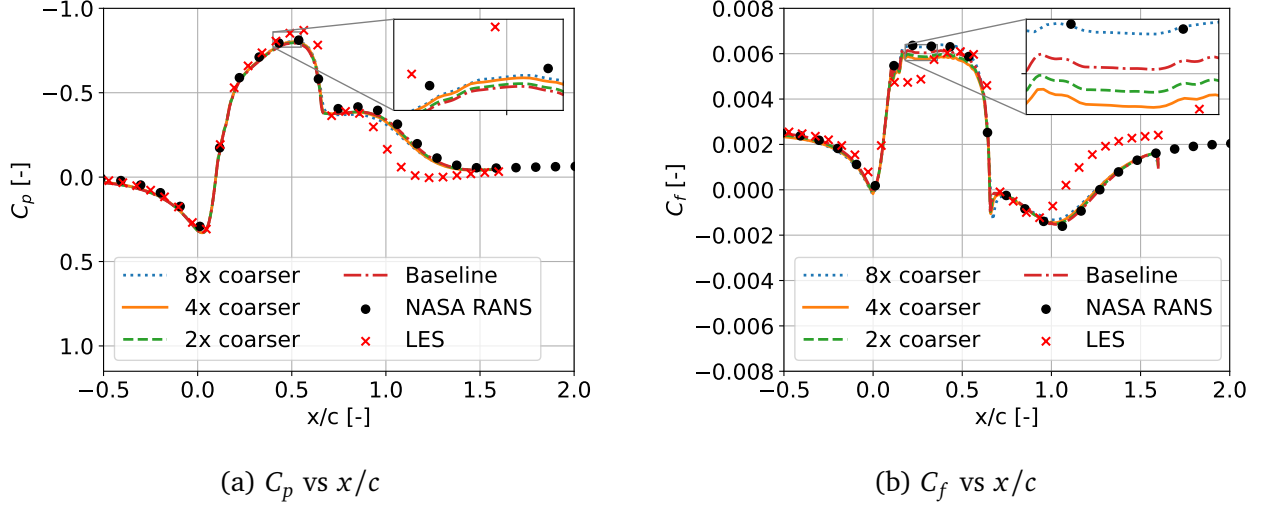 −1.0
−0.5
0.0
0.5
1.0
C_p [-]
−0.5 0.0 0.5 1.0 1.5 2.0
x/c [-]
8x coarser
4x coarser
2x coarser
Baseline
NASA RANS
LES
(a) C_p vs x/c
0.008
0.006
0.004
0.002
0.000
−0.002
−0.004
−0.006
−0.008
C_f [-]
−0.5 0.0 0.5 1.0 1.5 2.0
x/c [-]
8x coarser
4x coarser
2x coarser
Baseline
NASA RANS
LES
(b) C_f vs x/c